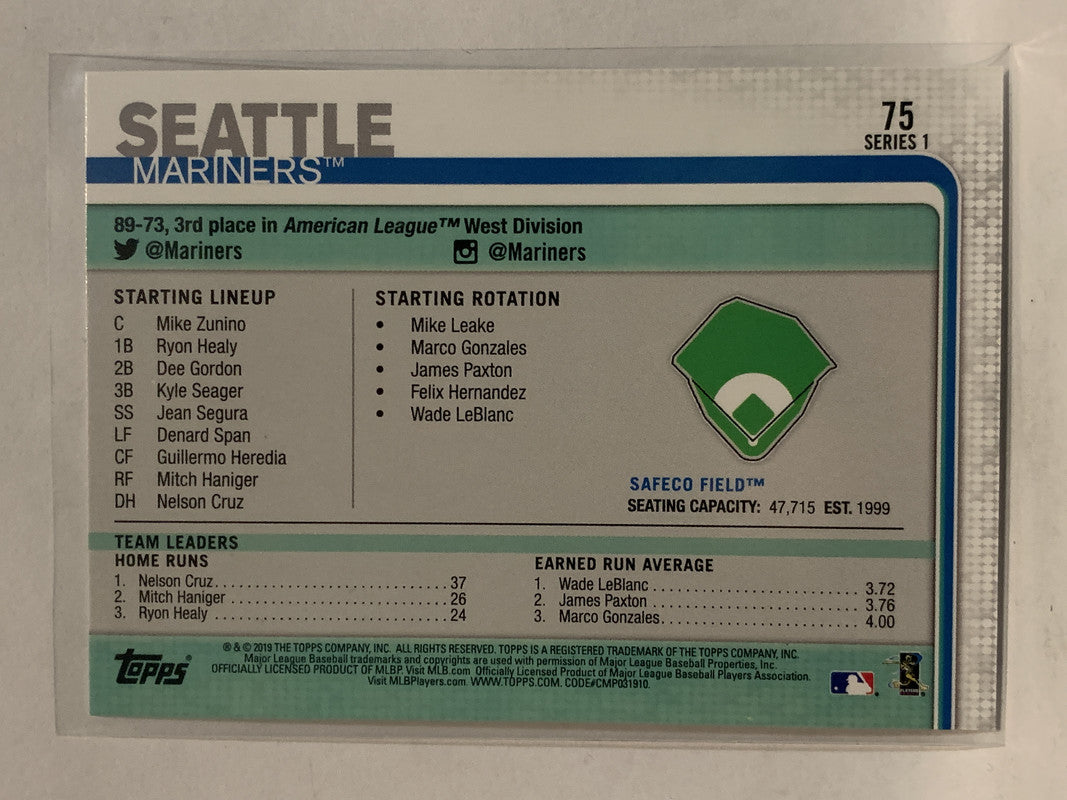 SEATTLE
MARINERS™
75
SERIES 1
89-73, 3rd place in American League™ West Division
@Mariners @Mariners
STARTING LINEUP
C Mike Zunino
1B Ryon Healy
2B Dee Gordon
3B Kyle Seager
SS Jean Segura
LF Denard Span
CF Guillermo Heredia
RF Mitch Haniger
DH Nelson Cruz
STARTING ROTATION
• Mike Leake
• Marco Gonzales
• James Paxton
• Felix Hernandez
• Wade LeBlanc
SAFECO FIELD™
SEATING CAPACITY: 47,715 EST. 1999
TEAM LEADERS
HOME RUNS
1. Nelson Cruz 37
2. Mitch Haniger 26
3. Ryon Healy 24
EARNED RUN AVERAGE
1. Wade LeBlanc 3.72
2. James Paxton 3.76
3. Marco Gonzales 4.00
topps®
® & © 2019 THE TOPPS COMPANY, INC. ALL RIGHTS RESERVED. TOPPS IS A REGISTERED TRADEMARK OF THE TOPPS COMPANY, INC.
Major League Baseball trademarks and copyrights are used with permission of Major League Baseball Properties, Inc.
OFFICIALLY LICENSED PRODUCT OF MLBP. Visit MLB.com Officially Licensed Product of Major League Baseball Players Association.
Visit MLBPlayers.com. WWW.TOPPS.COM. CODE#CMP031910.